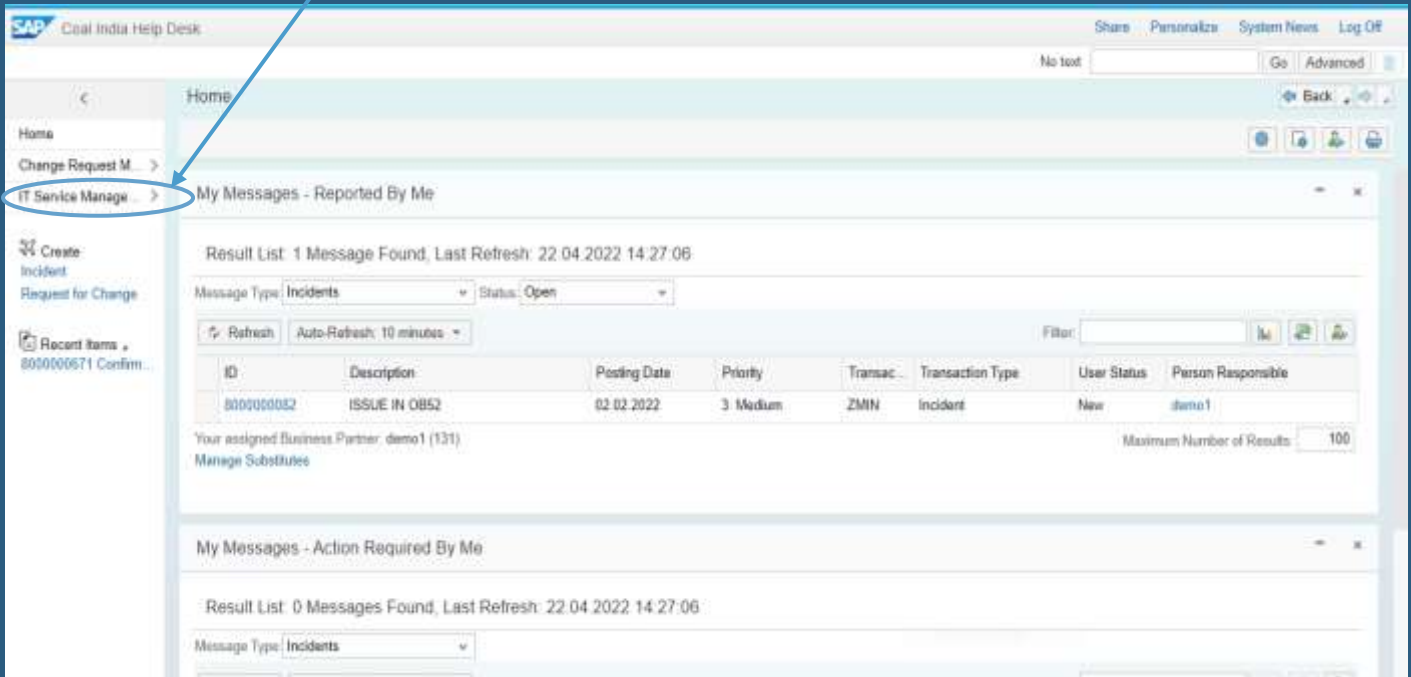 SAP Coal India Help Desk Share Personalize System News Log Off
No text Go Advanced
Home Back
Home
Change Request M...
IT Service Manage...
My Messages - Reported By Me
Create
Incident
Request for Change
Recent Items
8000000671 Confirm...
Result List: 1 Message Found, Last Refresh: 22.04.2022 14:27:06
Message Type: Incidents Status: Open
Refresh Auto-Refresh: 10 minutes Filter:
ID Description Posting Date Priority Transac... Transaction Type User Status Person Responsible
8000000082 ISSUE IN OB52 02.02.2022 3: Medium ZMIN Incident New demo1
Your assigned Business Partner: demo1 (131) Maximum Number of Results: 100
Manage Substitutes
My Messages - Action Required By Me
Result List: 0 Messages Found, Last Refresh: 22.04.2022 14:27:06
Message Type: Incidents